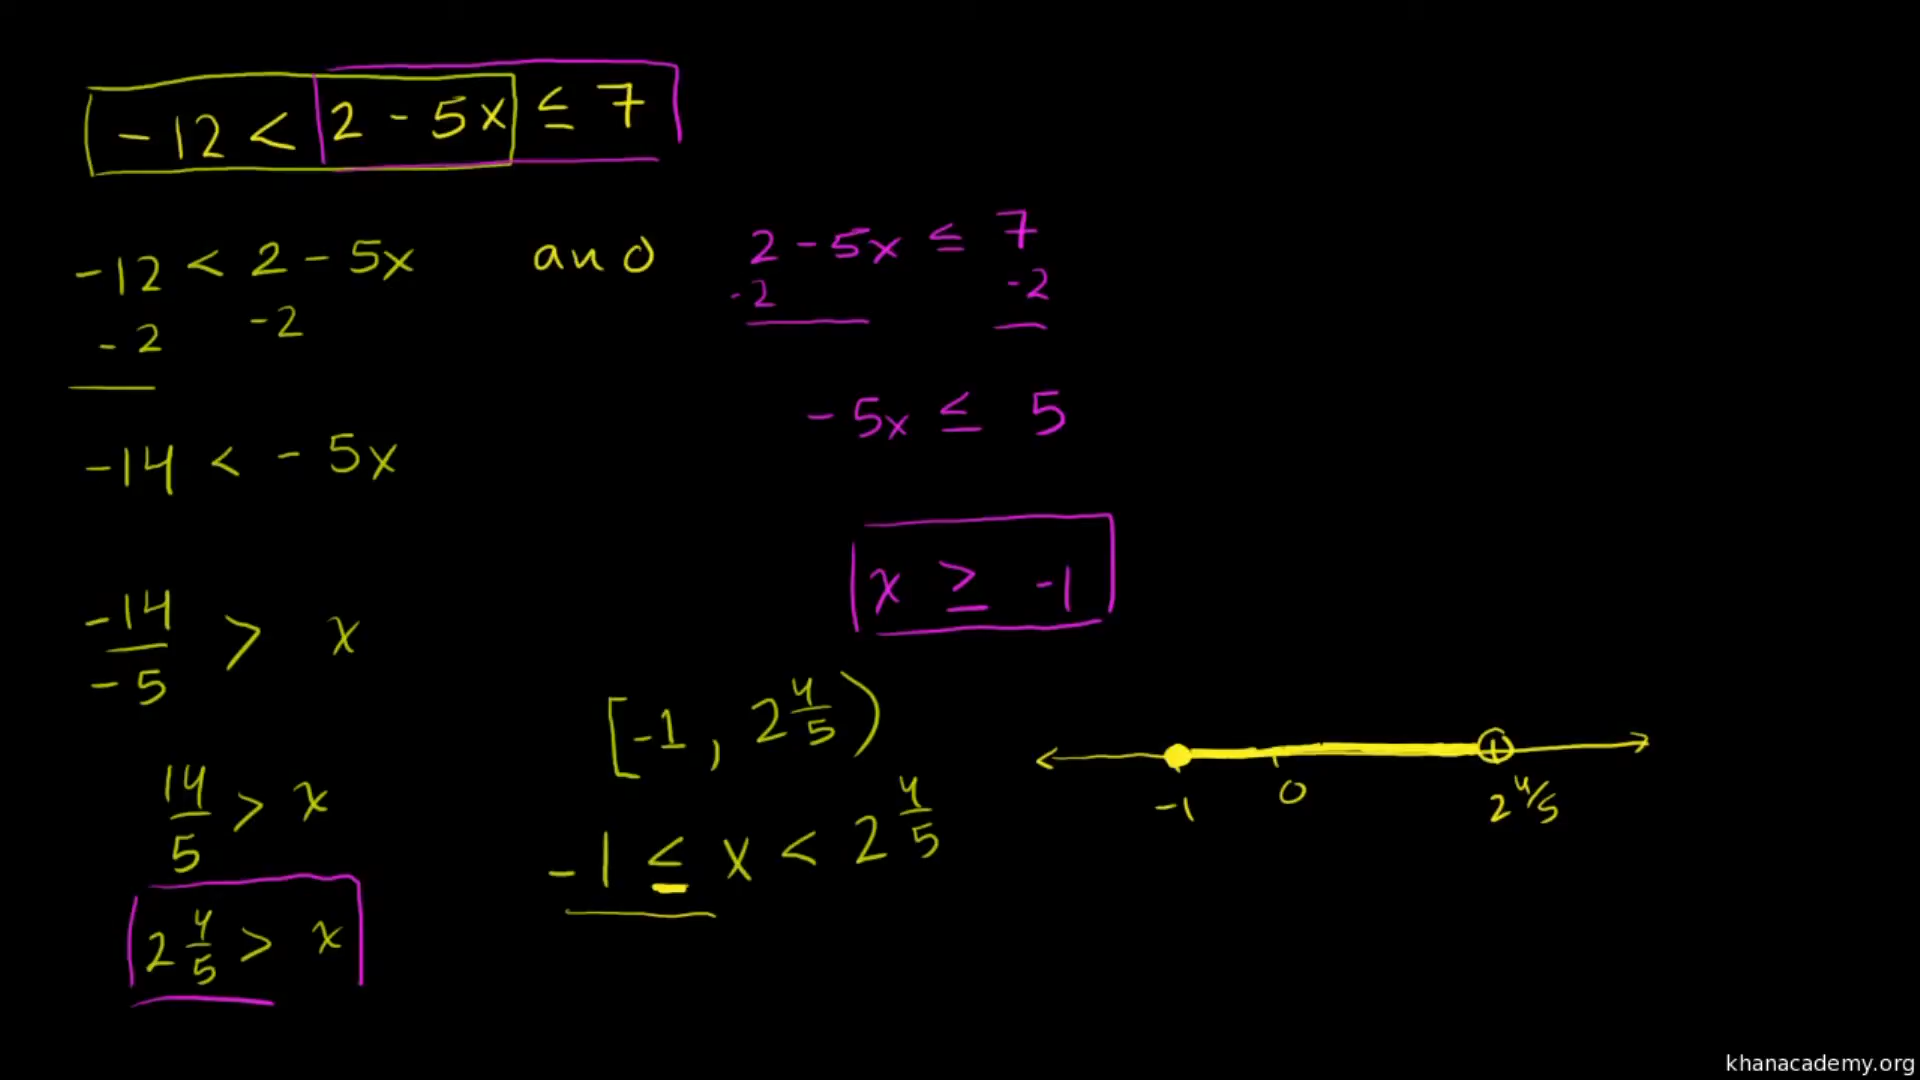 -12 < 2 - 5x ≤ 7
-12 < 2 - 5x and 2 - 5x ≤ 7
-2 -2 -2 -2
-14 < -5x
-5x ≤ 5
-14/-5 > x
x ≥ -1
14/5 > x
[-1, 2 4/5)
2 4/5 > x
-1 ≤ x < 2 4/5
-1 0 2 4/5
khanacademy.org